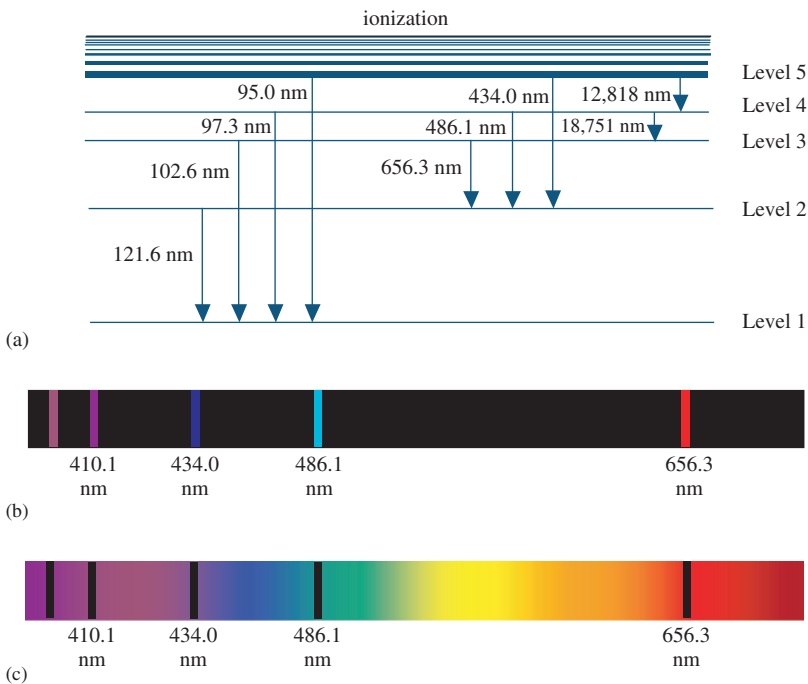 ionization
Level 5
95.0 nm
434.0 nm
12,818 nm
Level 4
97.3 nm
486.1 nm
18,751 nm
Level 3
102.6 nm
656.3 nm
Level 2
121.6 nm
Level 1
(a)
410.1 434.0 486.1 656.3
nm nm nm nm
(b)
410.1 434.0 486.1 656.3
nm nm nm nm
(c)